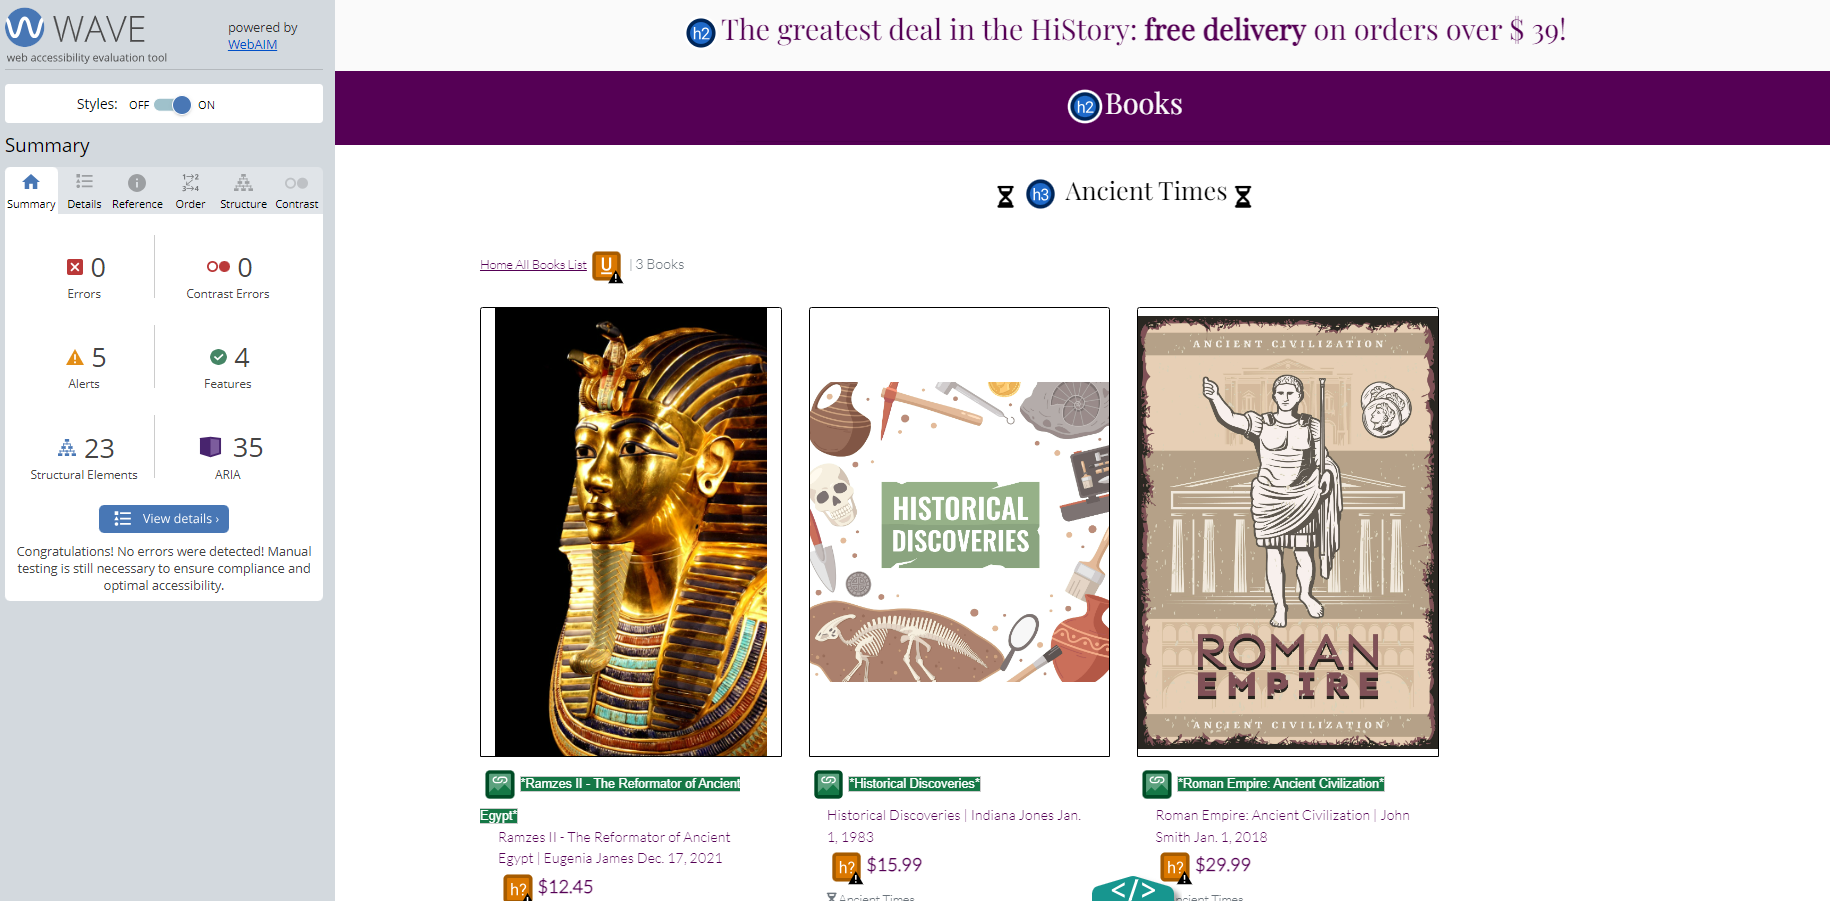 WAVE
powered by
WebAIM
web accessibility evaluation tool
Styles: OFF ON
Summary
Summary Details Reference Order Structure Contrast
0
Errors
0
Contrast Errors
5
Alerts
4
Features
23
Structural Elements
35
ARIA
View details ›
Congratulations! No errors were detected! Manual
testing is still necessary to ensure compliance and
optimal accessibility.
h2 The greatest deal in the HiStory: free delivery on orders over $ 39!
h2 Books
h3 Ancient Times
Home All Books List U | 3 Books
HISTORICAL
DISCOVERIES
ANCIENT CIVILIZATION
ROMAN
EMPIRE
ANCIENT CIVILIZATION
*Ramzes II - The Reformator of Ancient
Egypt*
Ramzes II - The Reformator of Ancient
Egypt | Eugenia James Dec. 17, 2021
h? $12.45
*Historical Discoveries*
Historical Discoveries | Indiana Jones Jan.
1, 1983
h? $15.99
Ancient Times
*Roman Empire: Ancient Civilization*
Roman Empire: Ancient Civilization | John
Smith Jan. 1, 2018
h? $29.99
</> ncient Times